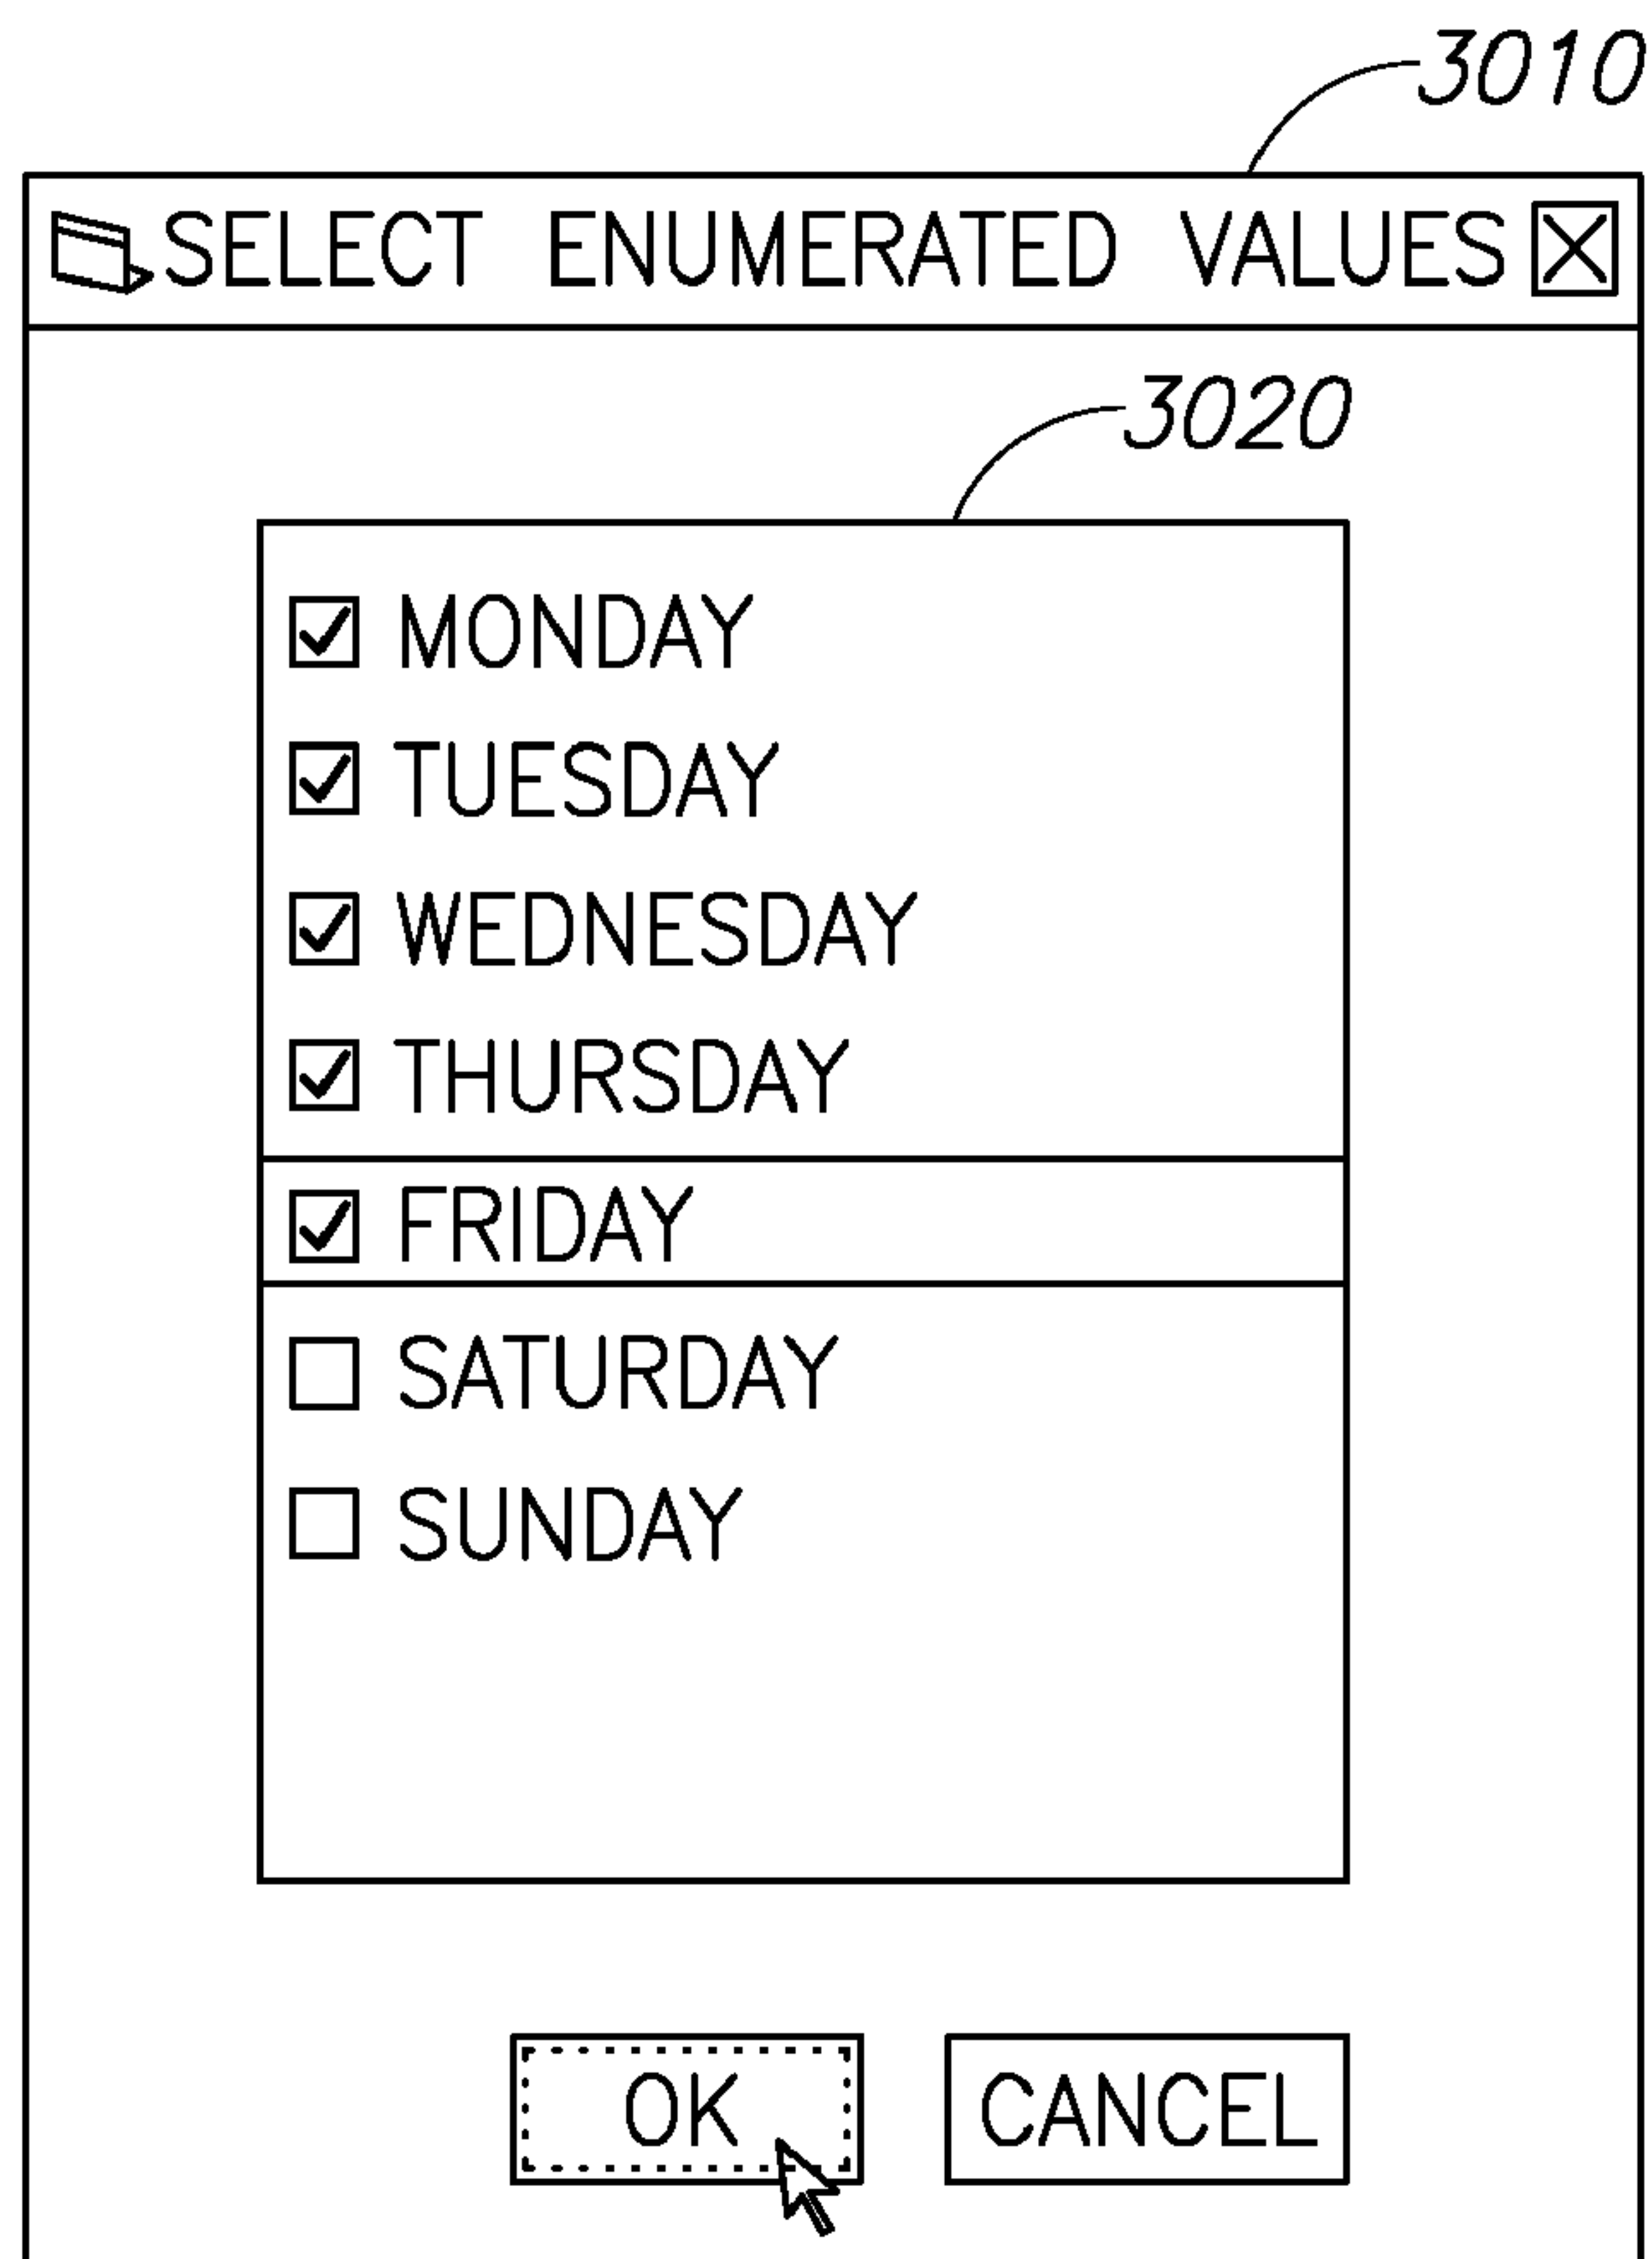 3010
SELECT ENUMERATED VALUES
3020
MONDAY
TUESDAY
WEDNESDAY
THURSDAY
FRIDAY
SATURDAY
SUNDAY
OK CANCEL